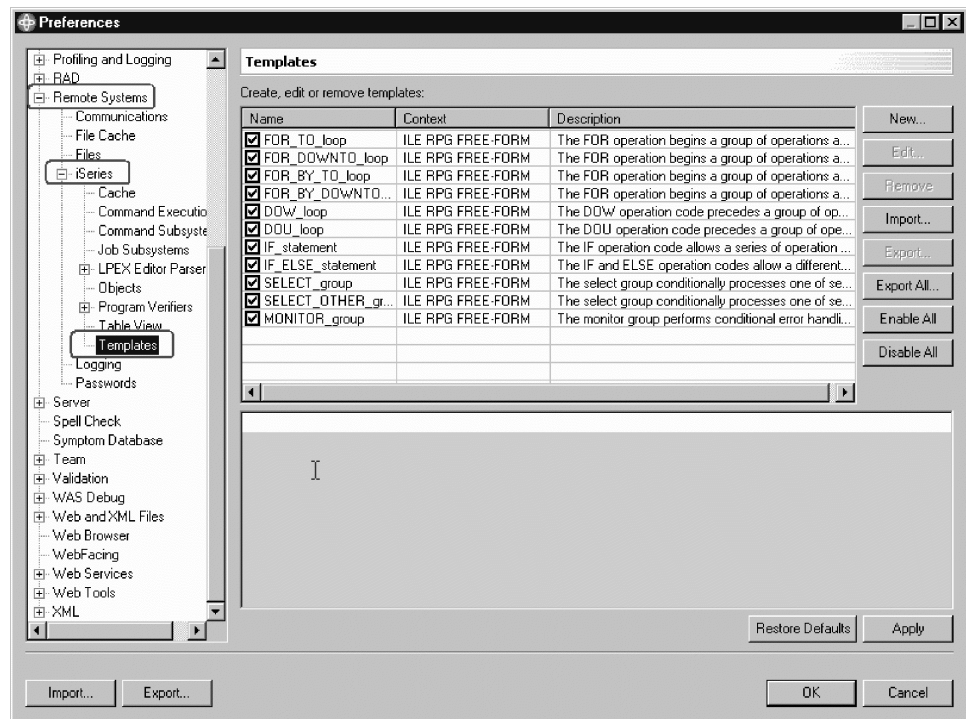 Preferences
Profiling and Logging
RAD
Remote Systems
Communications
File Cache
Files
iSeries
Cache
Command Executio
Command Subsyste
Job Subsystems
LPEX Editor Parser
Objects
Program Verifiers
Table View
Templates
Logging
Passwords
Server
Spell Check
Symptom Database
Team
Validation
WAS Debug
Web and XML Files
Web Browser
WebFacing
Web Services
Web Tools
XML
Templates
Create, edit or remove templates:
Name Context Description
FOR_TO_loop ILE RPG FREE-FORM The FOR operation begins a group of operations a...
FOR_DOWNTO_loop ILE RPG FREE-FORM The FOR operation begins a group of operations a...
FOR_BY_TO_loop ILE RPG FREE-FORM The FOR operation begins a group of operations a...
FOR_BY_DOWNTO... ILE RPG FREE-FORM The FOR operation begins a group of operations a...
DOW_loop ILE RPG FREE-FORM The DOW operation code precedes a group of op...
DOU_loop ILE RPG FREE-FORM The DOU operation code precedes a group of ope...
IF_statement ILE RPG FREE-FORM The IF operation code allows a series of operation ...
IF_ELSE_statement ILE RPG FREE-FORM The IF and ELSE operation codes allow a different...
SELECT_group ILE RPG FREE-FORM The select group conditionally processes one of se...
SELECT_OTHER_gr... ILE RPG FREE-FORM The select group conditionally processes one of se...
MONITOR_group ILE RPG FREE-FORM The monitor group performs conditional error handli...
New...
Edit...
Remove
Import...
Export...
Export All...
Enable All
Disable All
Restore Defaults Apply
Import... Export... OK Cancel